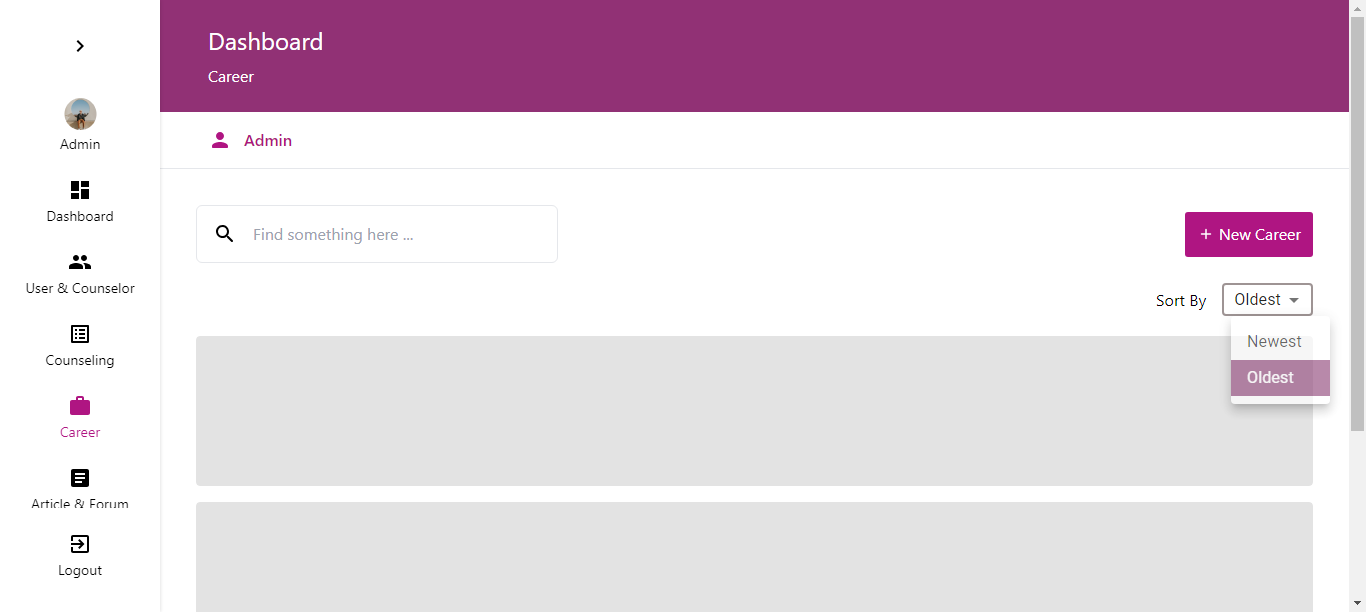 Dashboard
Career
Admin
Admin
Dashboard
User & Counselor
Counseling
Career
Article & Forum
Logout
Find something here ...
+ New Career
Sort By
Oldest
Newest
Oldest